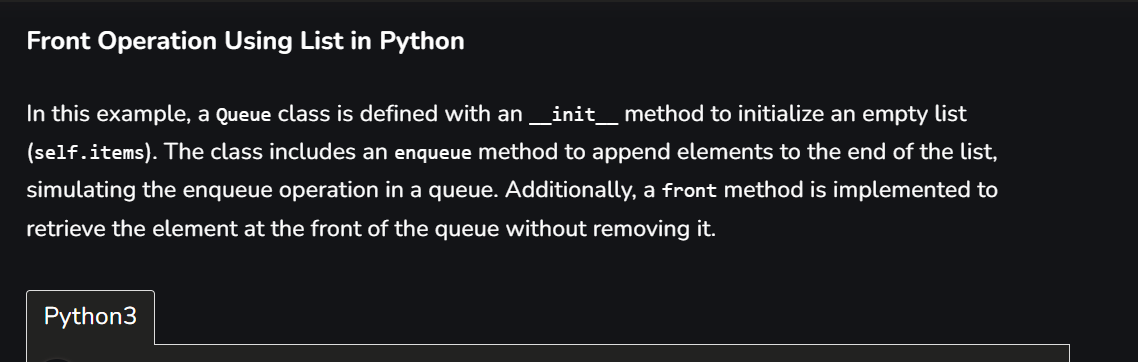 Front Operation Using List in Python
In this example, a Queue class is defined with an __init__ method to initialize an empty list
(self.items). The class includes an enqueue method to append elements to the end of the list,
simulating the enqueue operation in a queue. Additionally, a front method is implemented to
retrieve the element at the front of the queue without removing it.
Python3